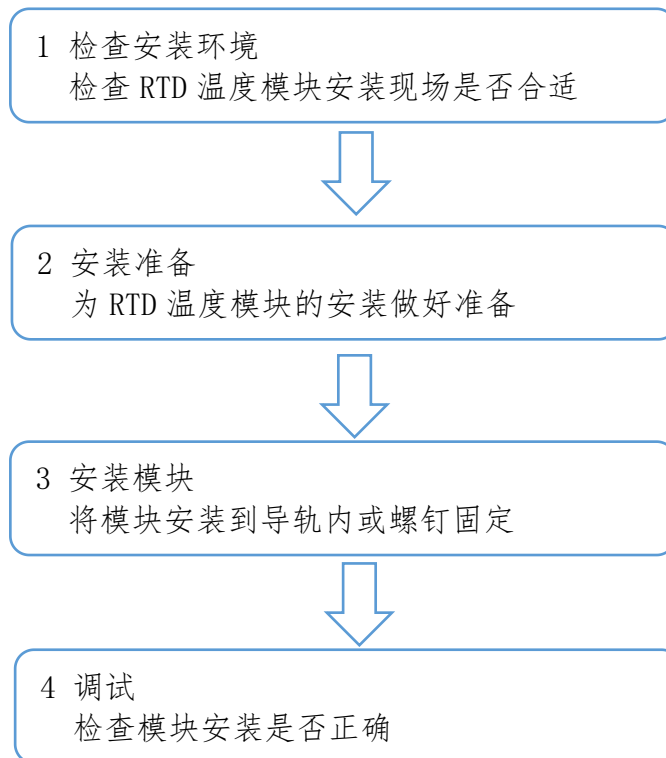 1 检查安装环境
检查 RTD 温度模块安装现场是否合适
2 安装准备
为 RTD 温度模块的安装做好准备
3 安装模块
将模块安装到导轨内或螺钉固定
4 调试
检查模块安装是否正确